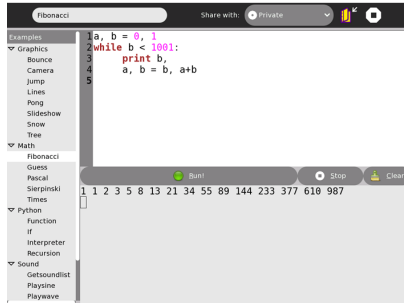 Fibonacci
Share with: Private
Examples
Graphics
Bounce
Camera
Jump
Lines
Pong
Slideshow
Snow
Tree
Math
Fibonacci
Guess
Pascal
Sierpinski
Times
Python
Function
If
Interpreter
Recursion
Sound
Getsoundlist
Playsine
Playwave
1 a, b = 0, 1
2 while b < 1001:
3 print b,
4 a, b = b, a+b
5
Run! Stop Clear
1 1 2 3 5 8 13 21 34 55 89 144 233 377 610 987